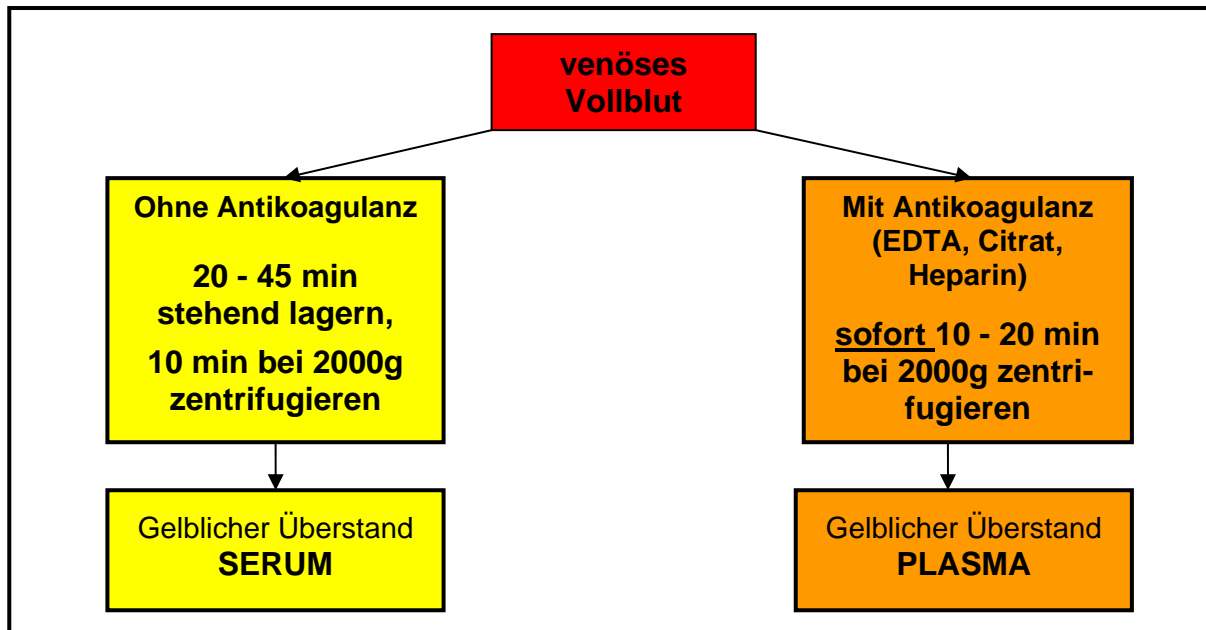 venöses
Vollblut
Ohne Antikoagulanz
20 - 45 min
stehend lagern,
10 min bei 2000g
zentrifugieren
Mit Antikoagulanz
(EDTA, Citrat,
Heparin)
sofort 10 - 20 min
bei 2000g zentri-
fugieren
Gelblicher Überstand
SERUM
Gelblicher Überstand
PLASMA